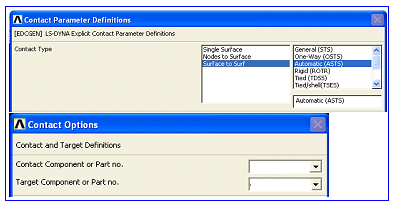 Contact Parameter Definitions
[EDCGEN] LS-DYNA Explicit Contact Parameter Definitions
Contact Type
Single Surface
Nodes to Surface
Surface to Surf
General (STS)
One-Way (OSTS)
Automatic (ASTS)
Rigid (ROTR)
Tied (TDSS)
Tied/shell(TSES)
Automatic (ASTS)
Contact Options
Contact and Target Definitions
Contact Component or Part no.
Target Component or Part no.